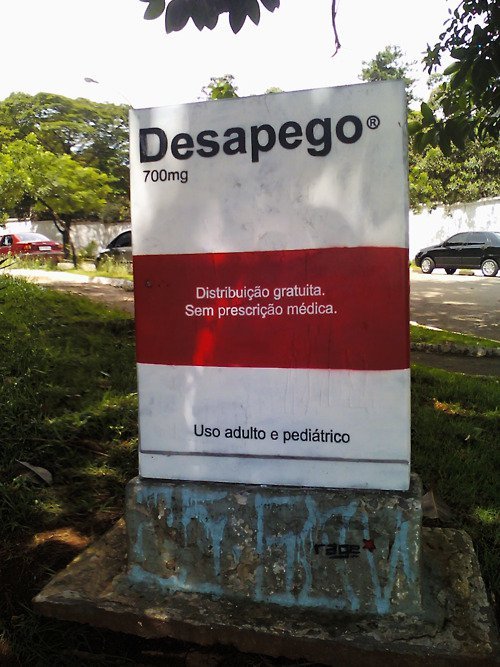 Desapego®
700mg
Distribuição gratuita.
Sem prescrição médica.
Uso adulto e pediátrico
rage